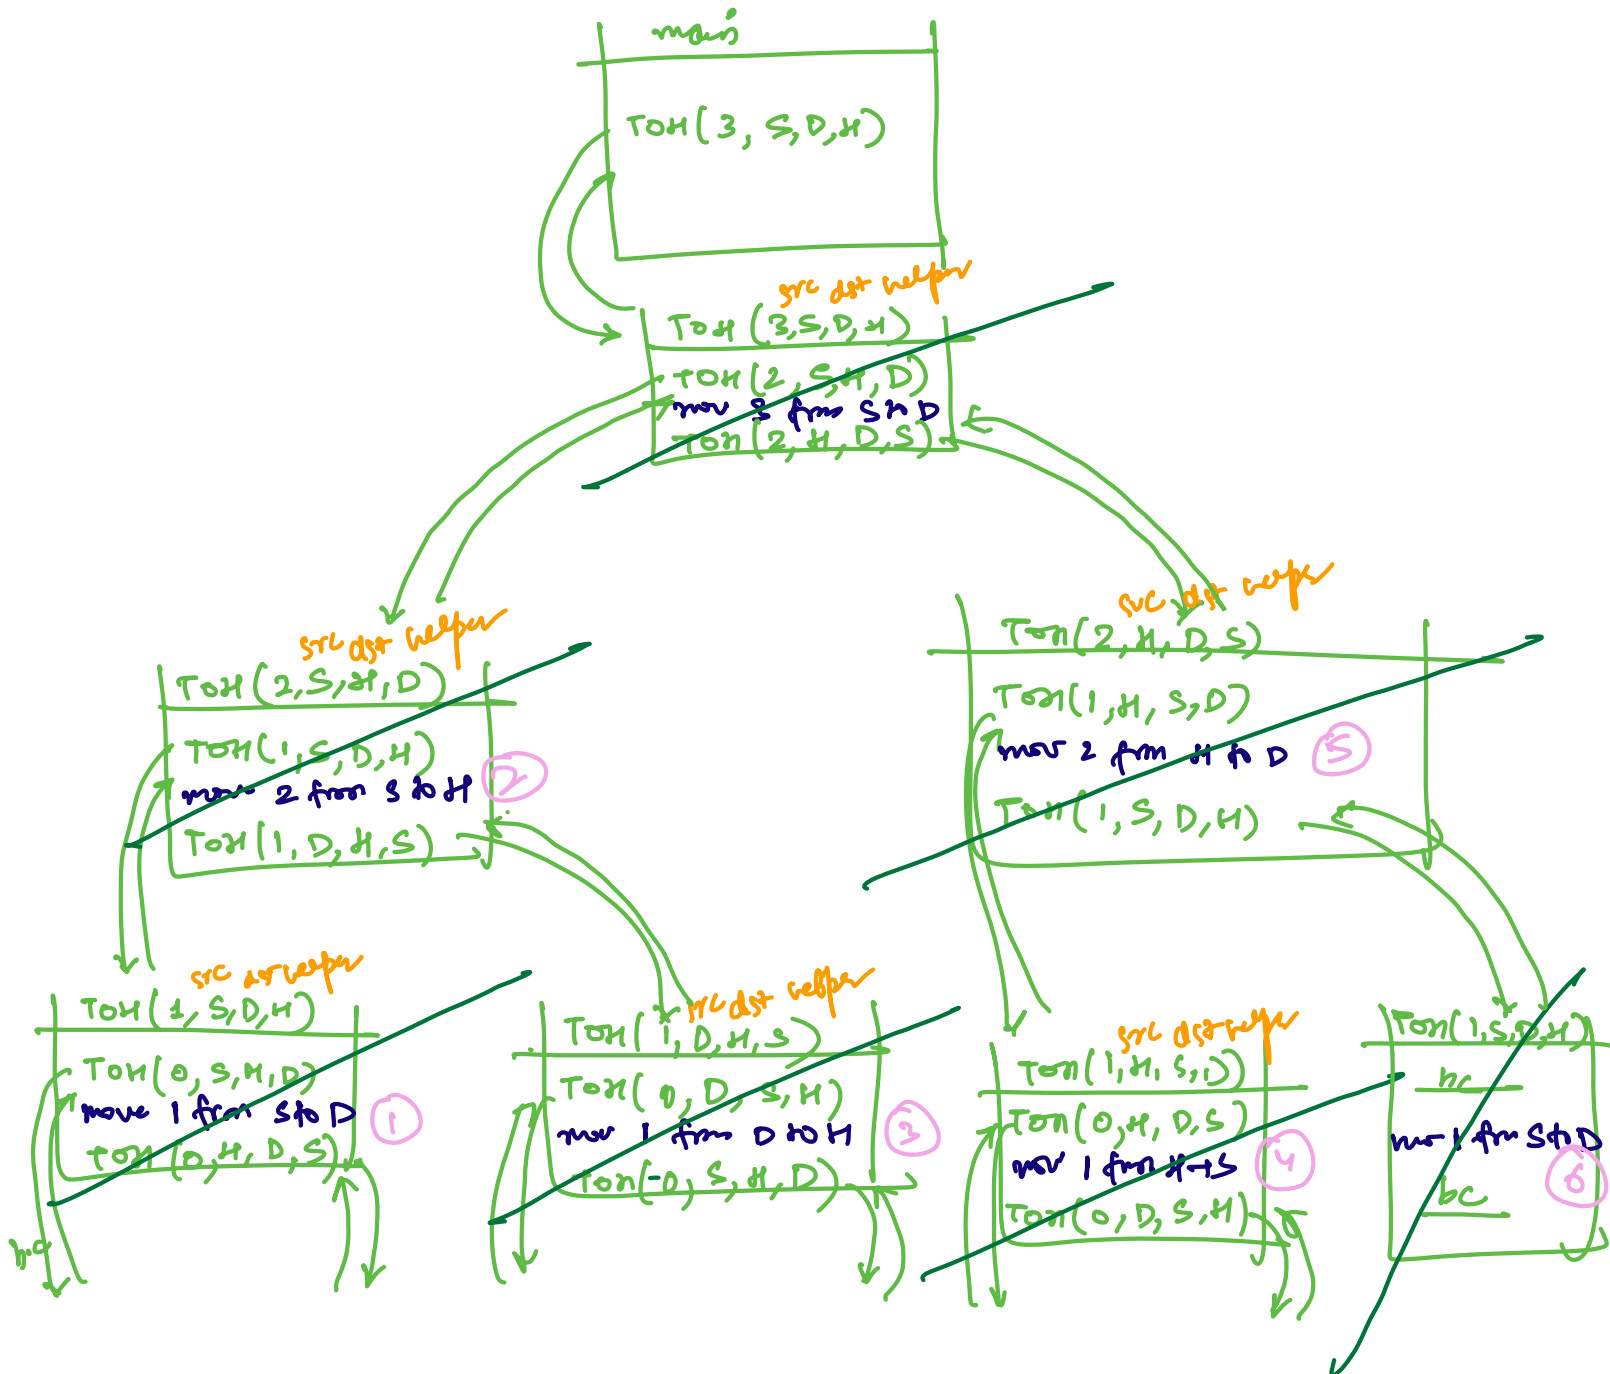 main
TOH(3, S,D,H)
src dst helper
TOH(3,S,D,H)
TOH(2,S,H,D)
mov 3 from S to D
TOH(2,H,D,S)
src dst helper
TOH(2,S,H,D)
TOH(1,S,D,H)
move 2 from S to H
2
TOH(1,D,H,S)
src dst helper
TOH(2,H,D,S)
TOH(1,H,S,D)
mov 2 frm H to D
5
TOH(1,S,D,H)
src dst helper
TOH(1,S,D,H)
TOH(0,S,H,D)
move 1 from S to D
1
TOH(0,H,D,S)
b.c
src dst helper
TOH(1,D,H,S)
TOH(0,D,S,H)
mov 1 from D to H
3
TOH(0,S,H,D)
src dst helper
TOH(1,H,S,D)
TOH(0,H,D,S)
mov 1 from H→S
4
TOH(0,D,S,H)
TOH(1,S,D,H)
bc
mov 1 frm S to D
6
bc